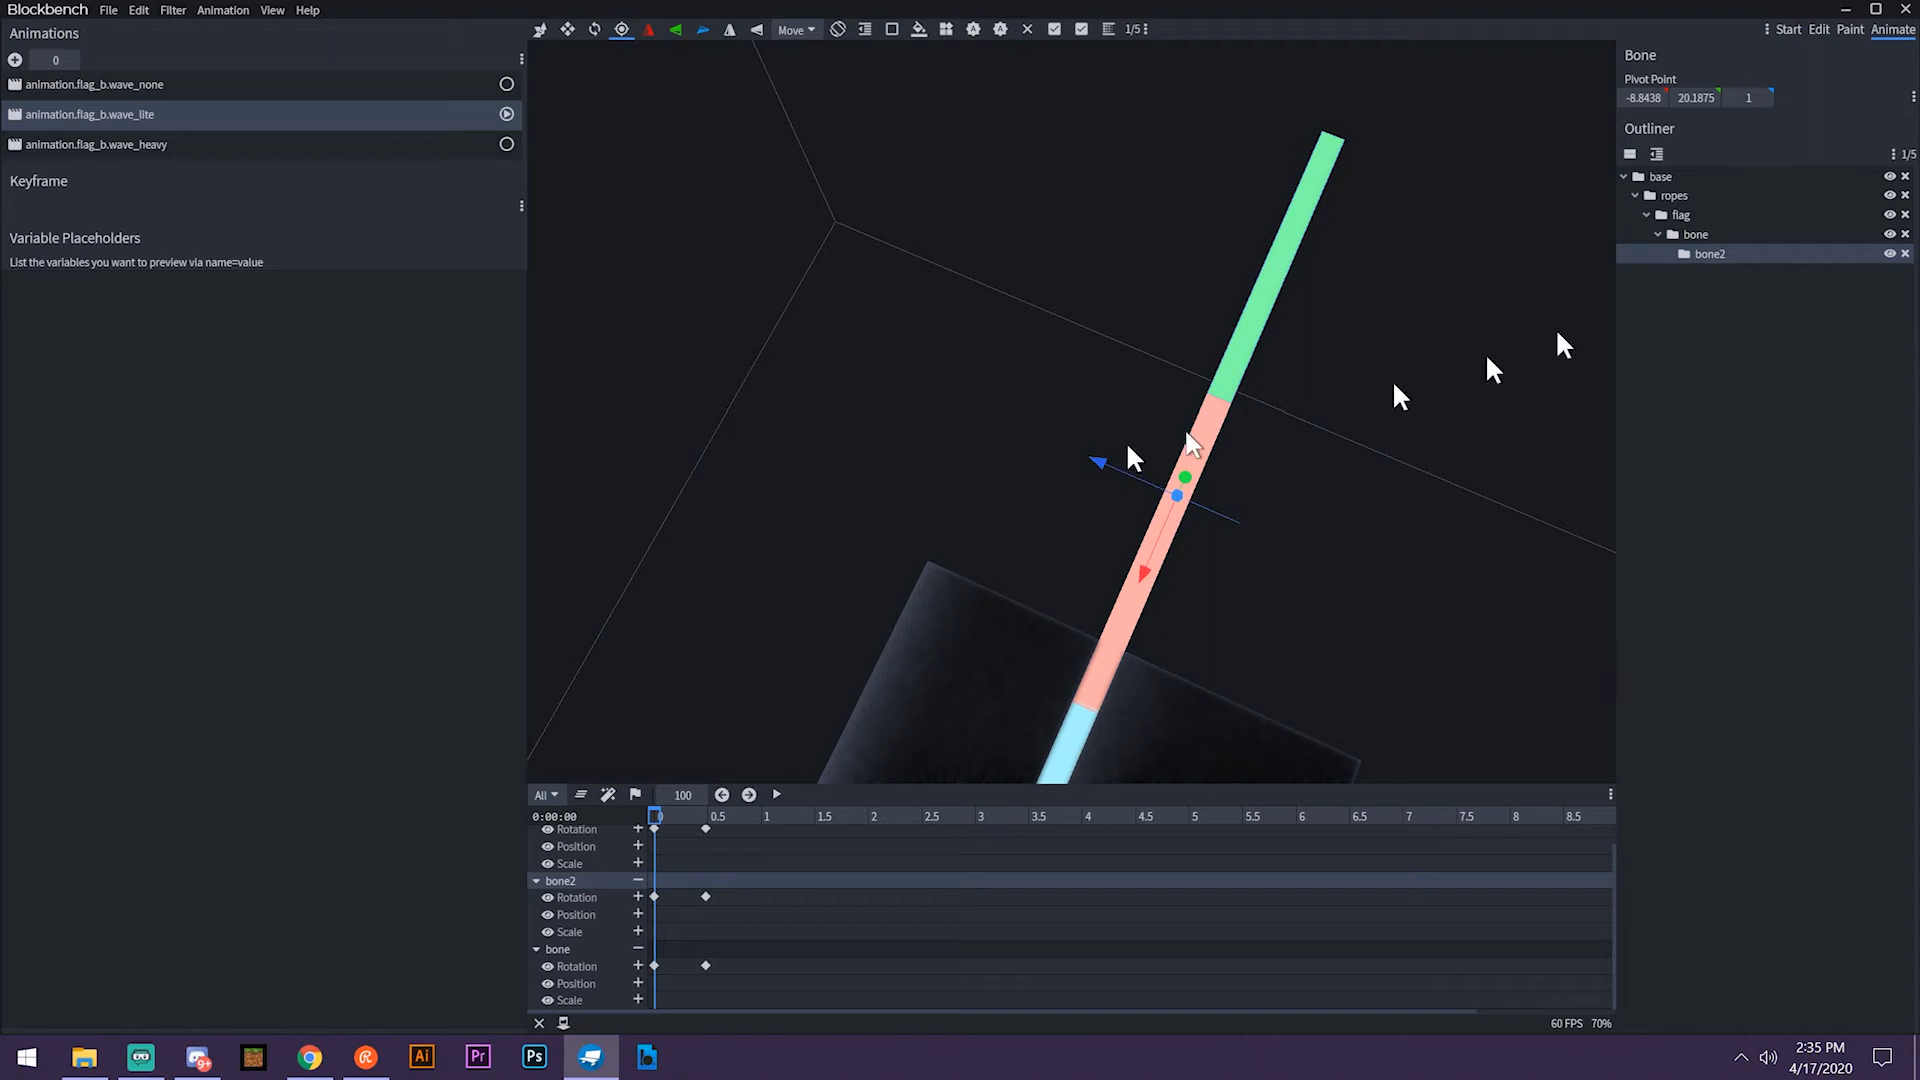 Blockbench File Edit Filter Animation View Help
Animations
0
animation.flag_b.wave_none
animation.flag_b.wave_lite
animation.flag_b.wave_heavy
Keyframe
Variable Placeholders
List the variables you want to preview via name=value
Move 1/5
Start Edit Paint Animate
Bone
Pivot Point
-8.8438 20.1875 1
Outliner
1/5
base
ropes
flag
bone
bone2
All 100
0:00:00 0 0.5 1 1.5 2 2.5 3 3.5 4 4.5 5 5.5 6 6.5 7 7.5 8 8.5
Rotation
Position
Scale
bone2
Rotation
Position
Scale
bone
Rotation
Position
Scale
60 FPS 70%
9+ Ai Pr Ps
2:35 PM
4/17/2020